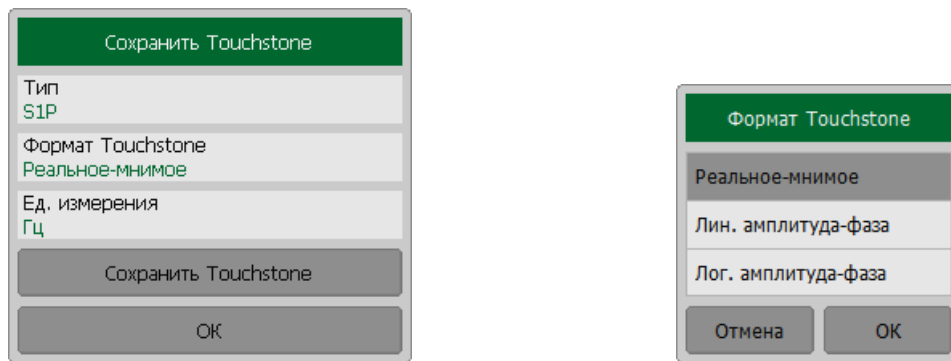 Сохранить Touchstone
Тип
S1P
Формат Touchstone
Реальное-мнимое
Ед. измерения
Гц
Сохранить Touchstone
ОК
Формат Touchstone
Реальное-мнимое
Лин. амплитуда-фаза
Лог. амплитуда-фаза
Отмена
ОК